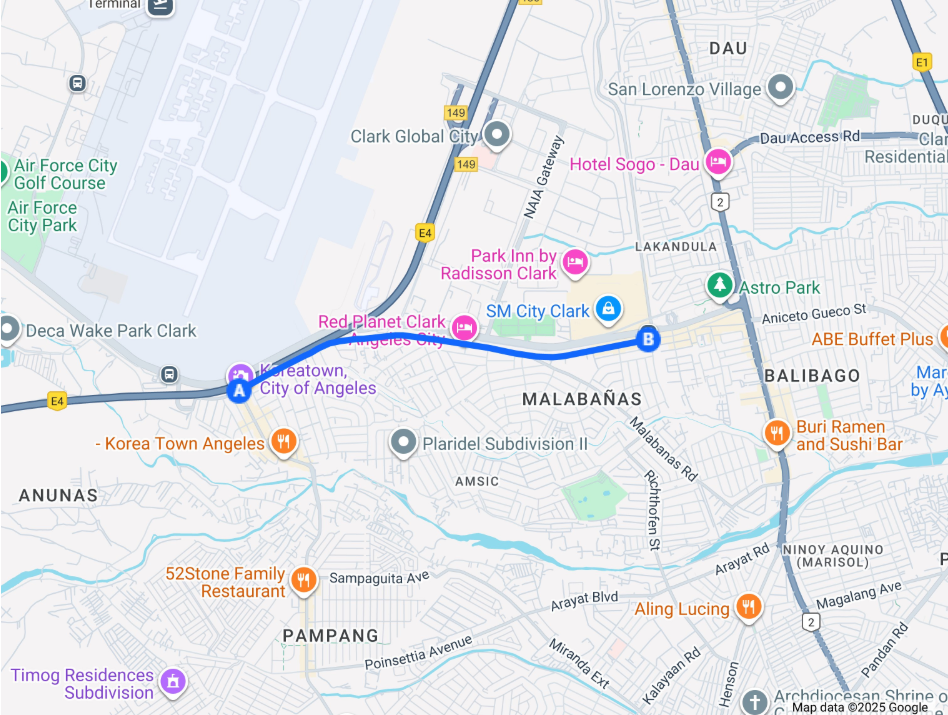 Terminal
149
DAU
E1
San Lorenzo Village
149
DUQU
Clark Global City
Dau Access Rd
Clar
Residential
149
Hotel Sogo - Dau
Air Force City
Golf Course
NAIA Gateway
2
Air Force
City Park
E4
LAKANDULA
Park Inn by
Radisson Clark
Astro Park
SM City Clark
Aniceto Gueco St
Deca Wake Park Clark
Red Planet Clark
Angeles City
B
ABE Buffet Plus
Koreatown,
City of Angeles
A
BALIBAGO
Mar
by Ay
E4
MALABAÑAS
- Korea Town Angeles
Plaridel Subdivision II
Malabanas Rd
Buri Ramen
and Sushi Bar
AMSIC
Richthofen St
ANUNAS
Arayat Rd
NINOY AQUINO
(MARISOL)
P
52Stone Family
Restaurant
Sampaguita Ave
Arayat Blvd
Aling Lucing
Magalang Ave
2
PAMPANG
Poinsettia Avenue
Miranda Ext
Kalayaan Rd
Henson
Pandan Rd
Timog Residences
Subdivision
Archdiocesan Shrine o
Map data ©2025 Google